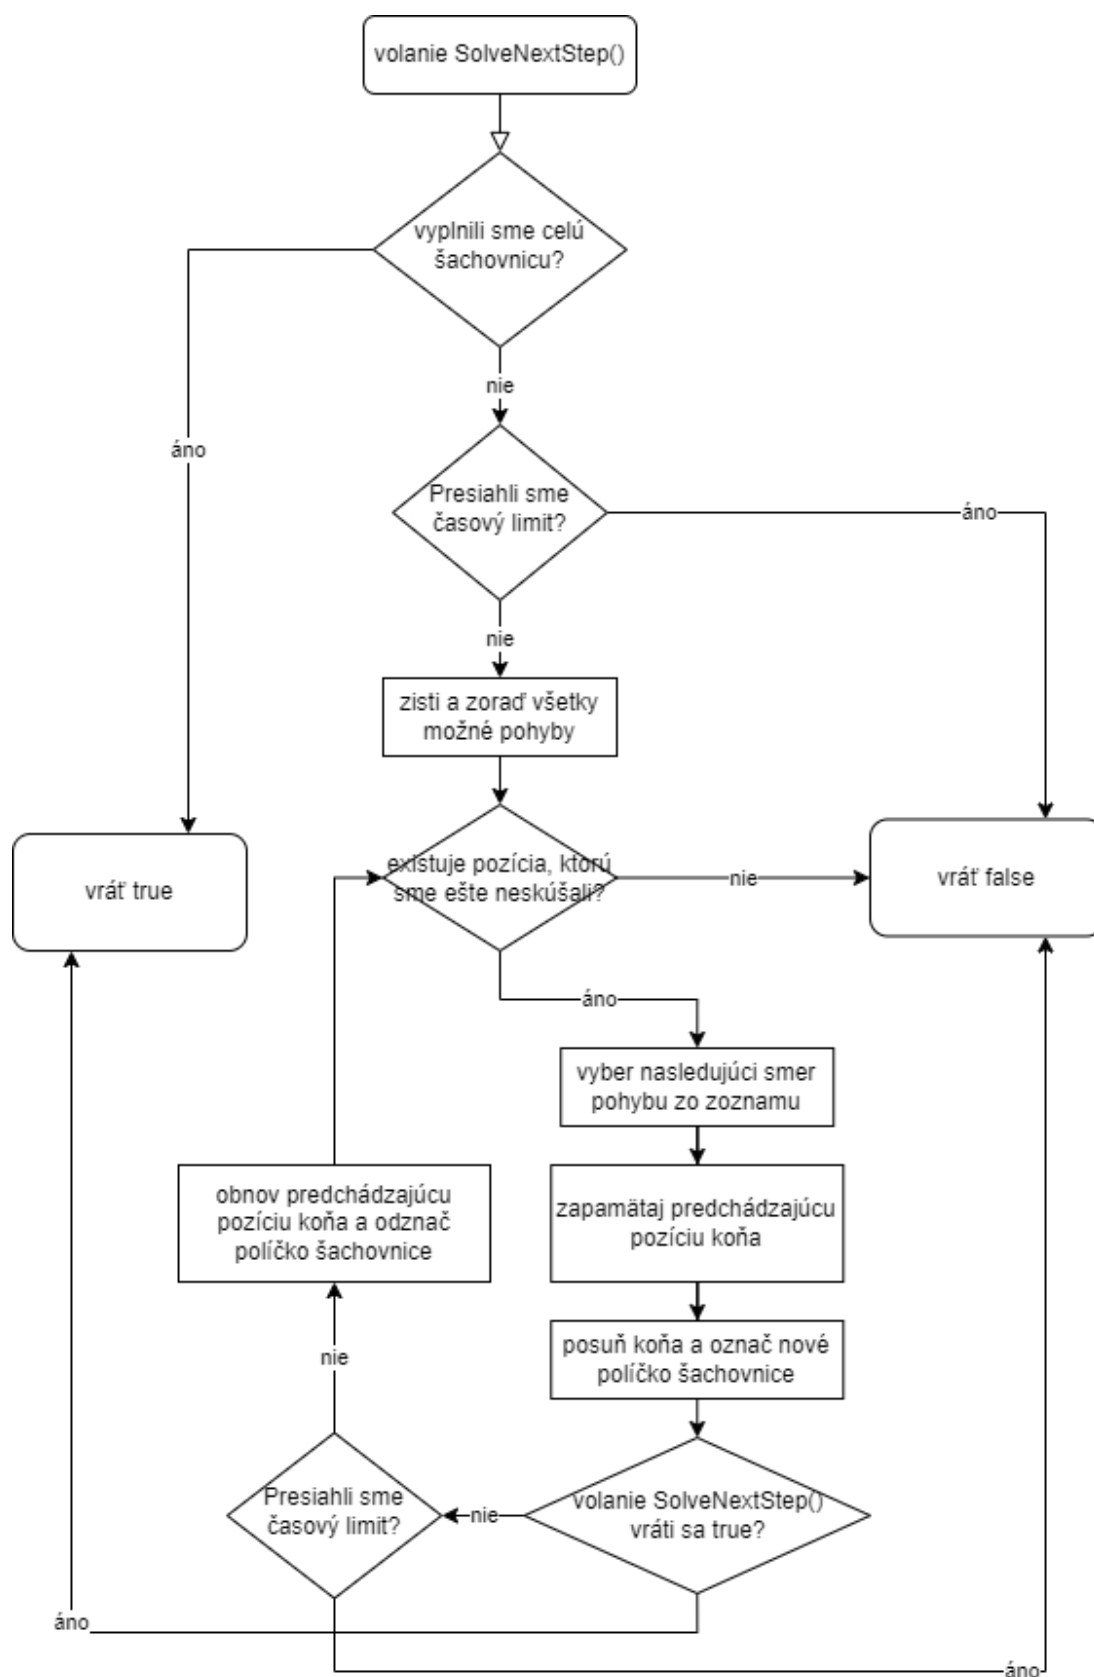 volanie SolveNextStep()
vyplnili sme celú
šachovnicu?
nie
áno
Presiahli sme
časový limit?
áno
nie
zisti a zoraď všetky
možné pohyby
existuje pozícia, ktorú
sme ešte neskúšali?
nie
vráť true
vráť false
áno
vyber nasledujúci smer
pohybu zo zoznamu
obnov predchádzajúcu
pozíciu koňa a odznač
políčko šachovnice
zapamätaj predchádzajúcu
pozíciu koňa
posuň koňa a označ nové
políčko šachovnice
nie
Presiahli sme
časový limit?
nie
volanie SolveNextStep()
vráti sa true?
áno
áno